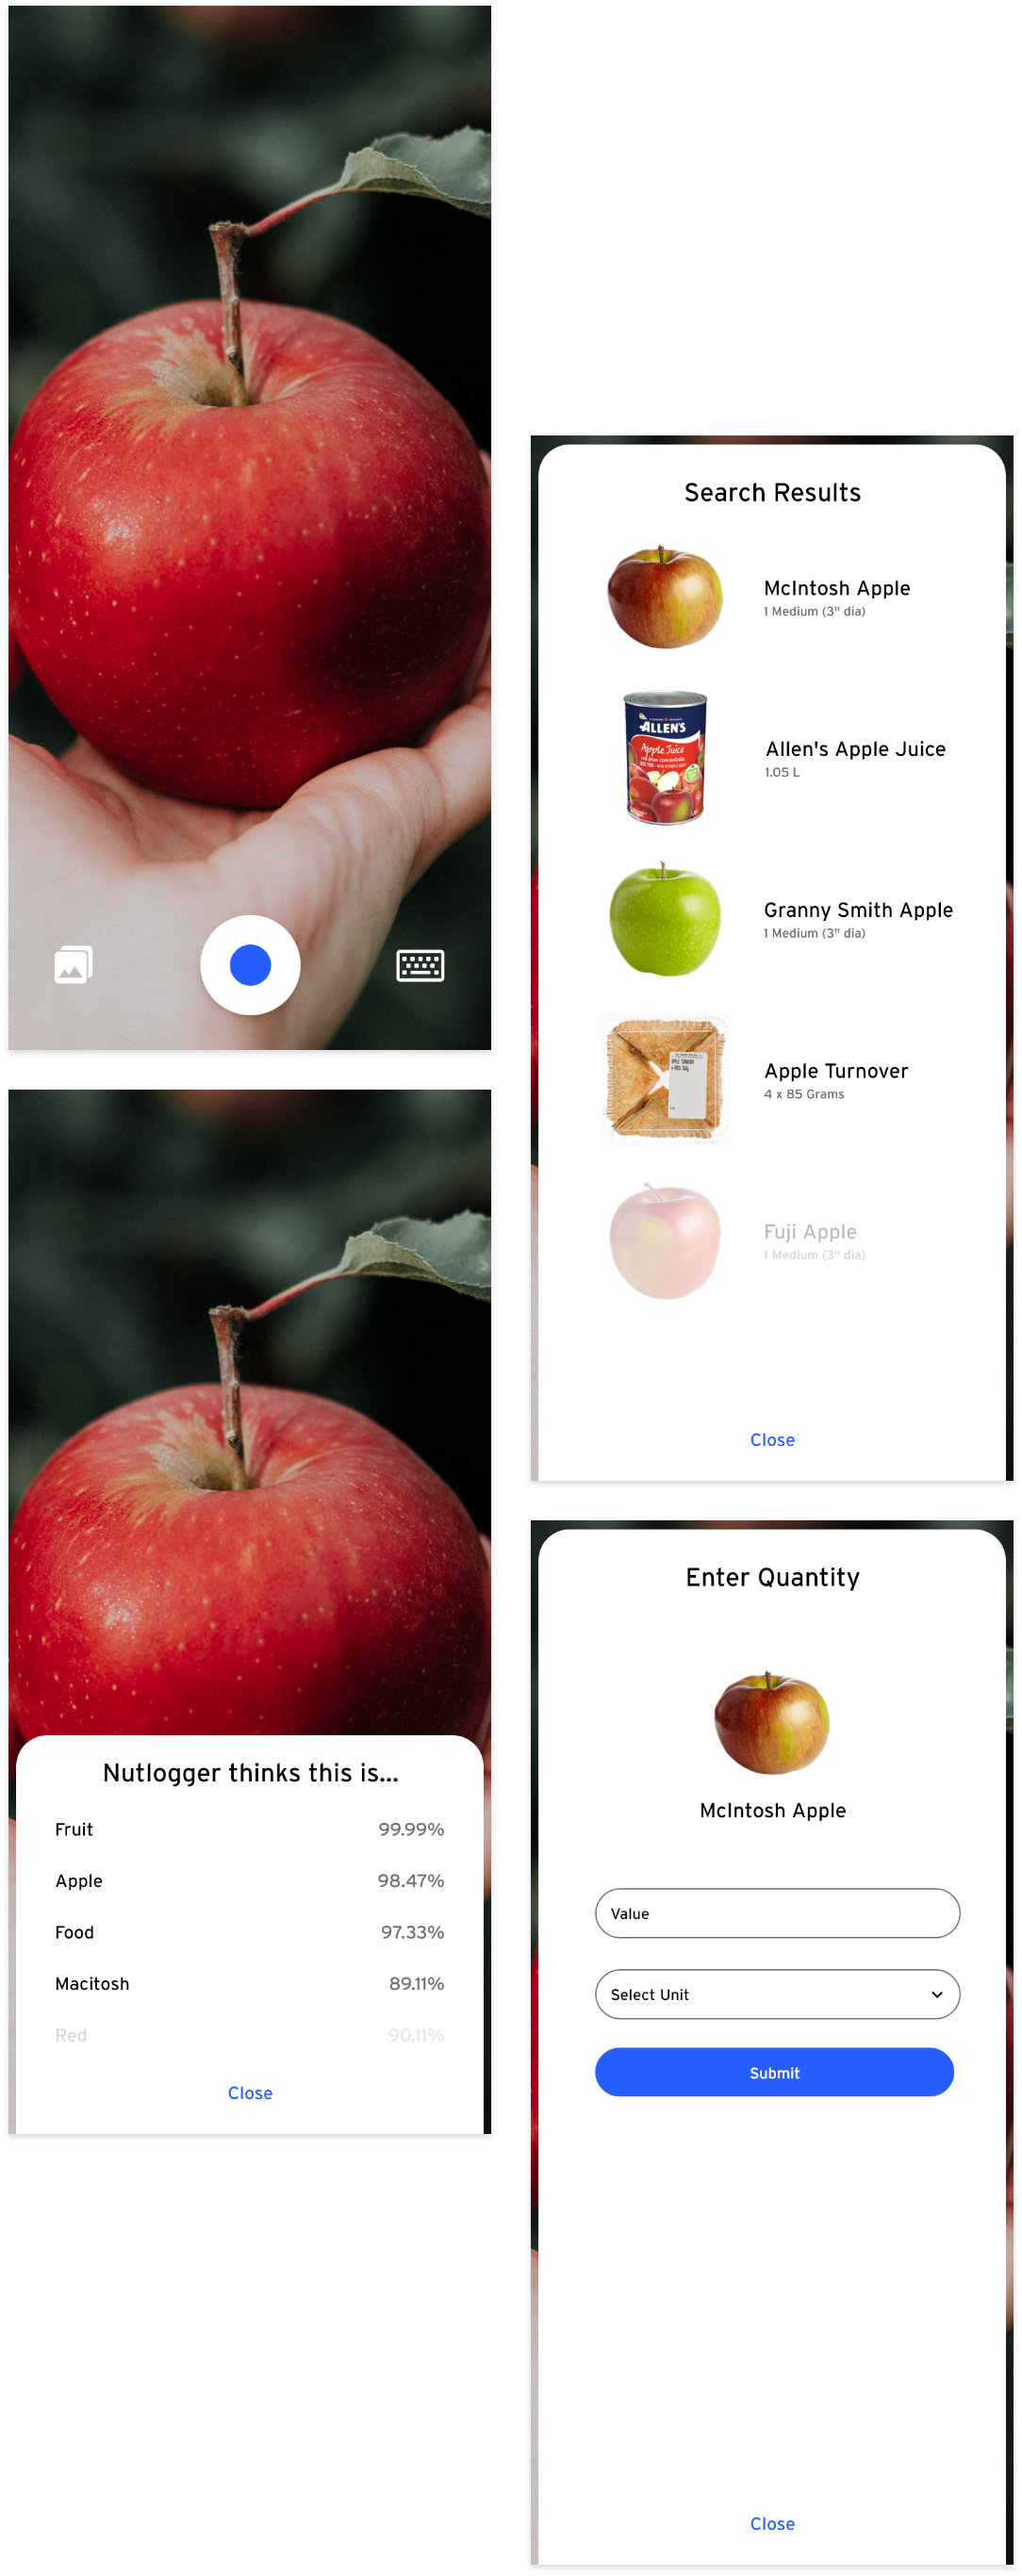 Nutlogger thinks this is...
Fruit 99.99%
Apple 98.47%
Food 97.33%
Macitosh 89.11%
Red 90.11%
Close
Search Results
McIntosh Apple
1 Medium (3" dia)
ALLEN'S
Apple Juice
Allen's Apple Juice
1.05 L
Granny Smith Apple
1 Medium (3" dia)
Apple Turnover
4 x 85 Grams
Fuji Apple
1 Medium (3" dia)
Close
Enter Quantity
McIntosh Apple
Value
Select Unit
Submit
Close